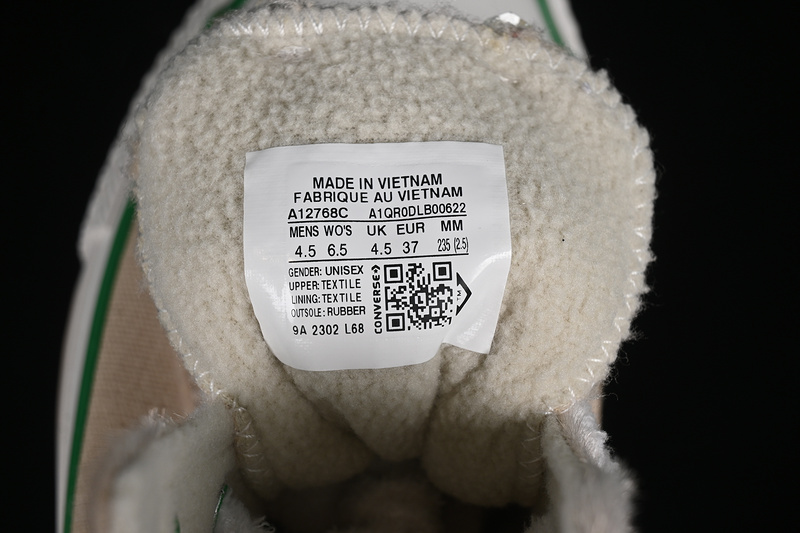 MADE IN VIETNAM
FABRIQUE AU VIETNAM
A12768C A1QR0DLB00622
MENS WO'S UK EUR MM
4.5 6.5 4.5 37 235 (2.5)
GENDER: UNISEX
UPPER: TEXTILE
LINING: TEXTILE
OUTSOLE: RUBBER
9A 2302 L68
CONVERSE
TM